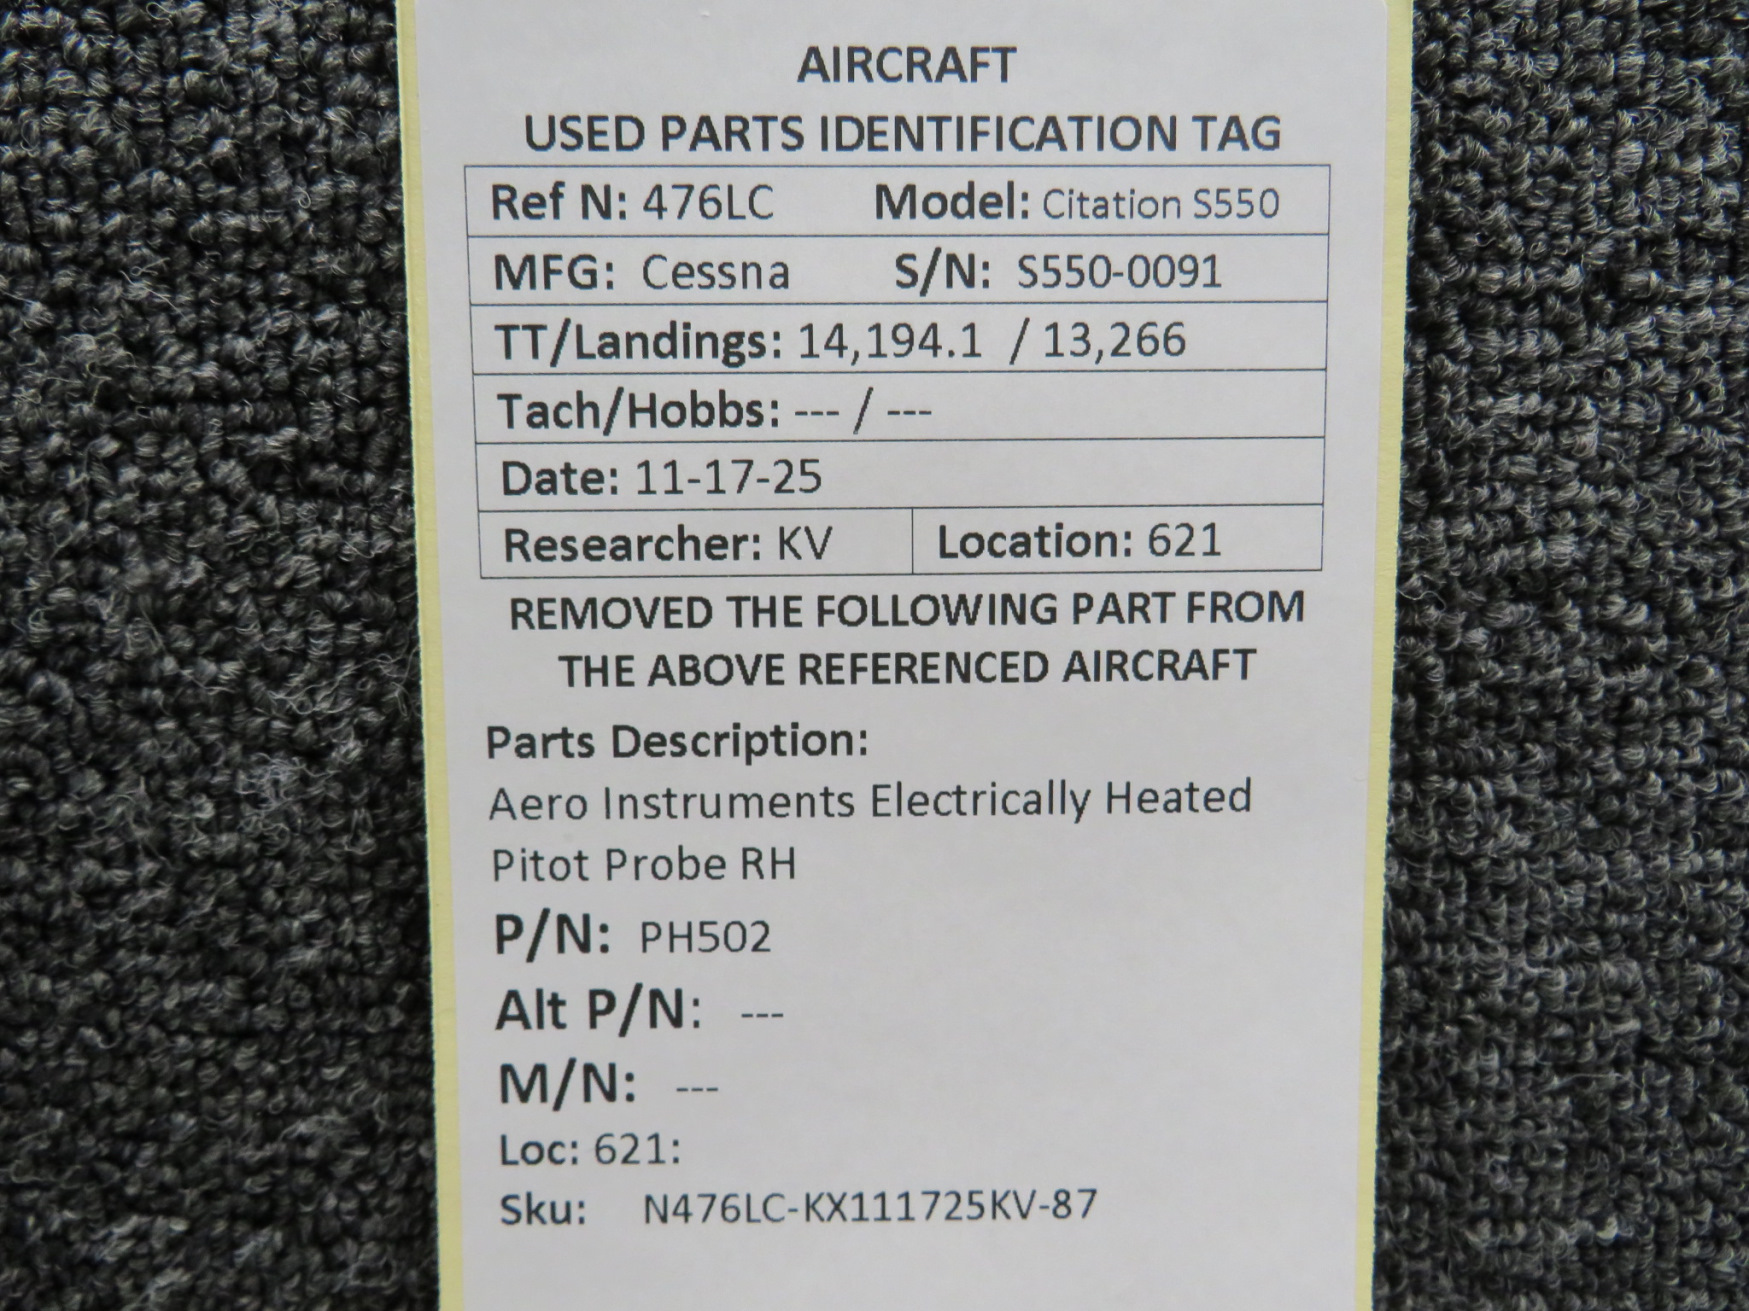 AIRCRAFT
USED PARTS IDENTIFICATION TAG
Ref N: 476LC Model: Citation S550
MFG: Cessna S/N: S550-0091
TT/Landings: 14,194.1 / 13,266
Tach/Hobbs: --- / ---
Date: 11-17-25
Researcher: KV Location: 621
REMOVED THE FOLLOWING PART FROM
THE ABOVE REFERENCED AIRCRAFT
Parts Description:
Aero Instruments Electrically Heated
Pitot Probe RH
P/N: PH502
Alt P/N: ---
M/N: ---
Loc: 621:
Sku: N476LC-KX111725KV-87